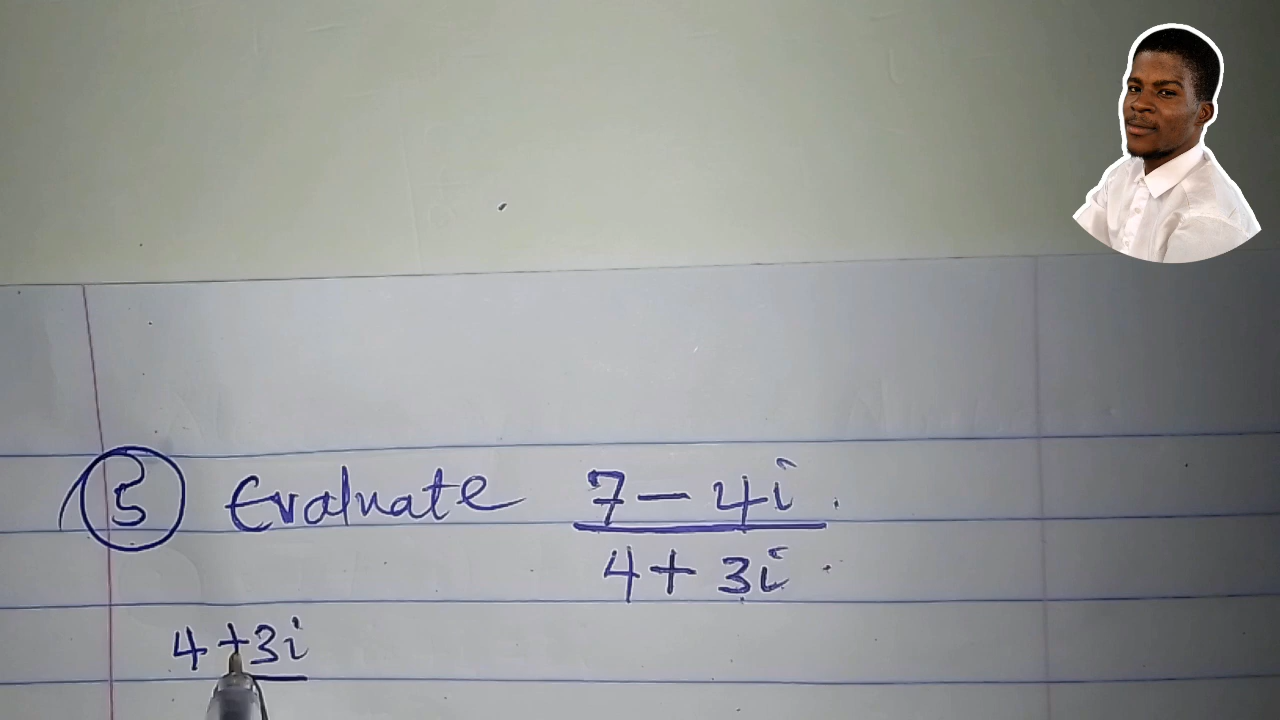 5 Evaluate 7 - 4i .
4 + 3i .
4 + 3i